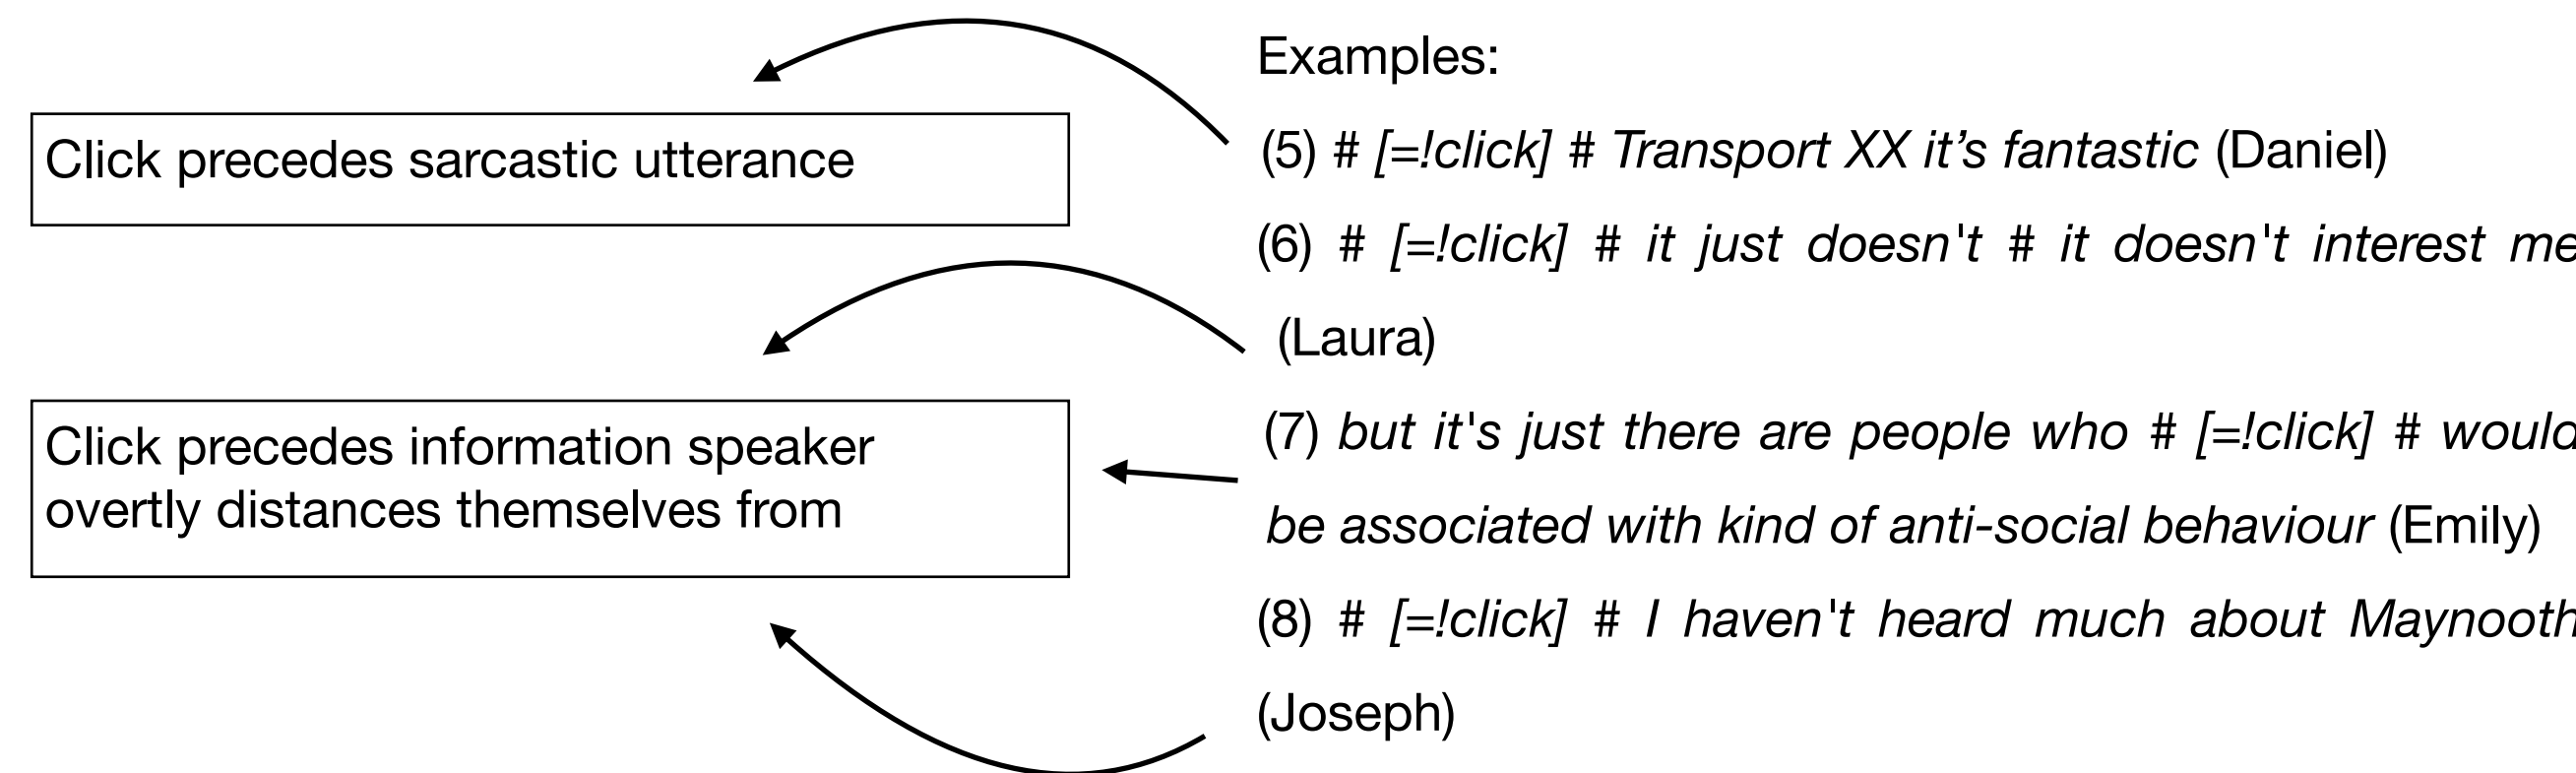 Examples:
Click precedes sarcastic utterance
(5) # [=!click] # Transport XX it’s fantastic (Daniel)
(6) # [=!click] # it just doesn't # it doesn't interest me
(Laura)
Click precedes information speaker
overtly distances themselves from
(7) but it's just there are people who # [=!click] # would
be associated with kind of anti-social behaviour (Emily)
(8) # [=!click] # I haven't heard much about Maynooth
(Joseph)